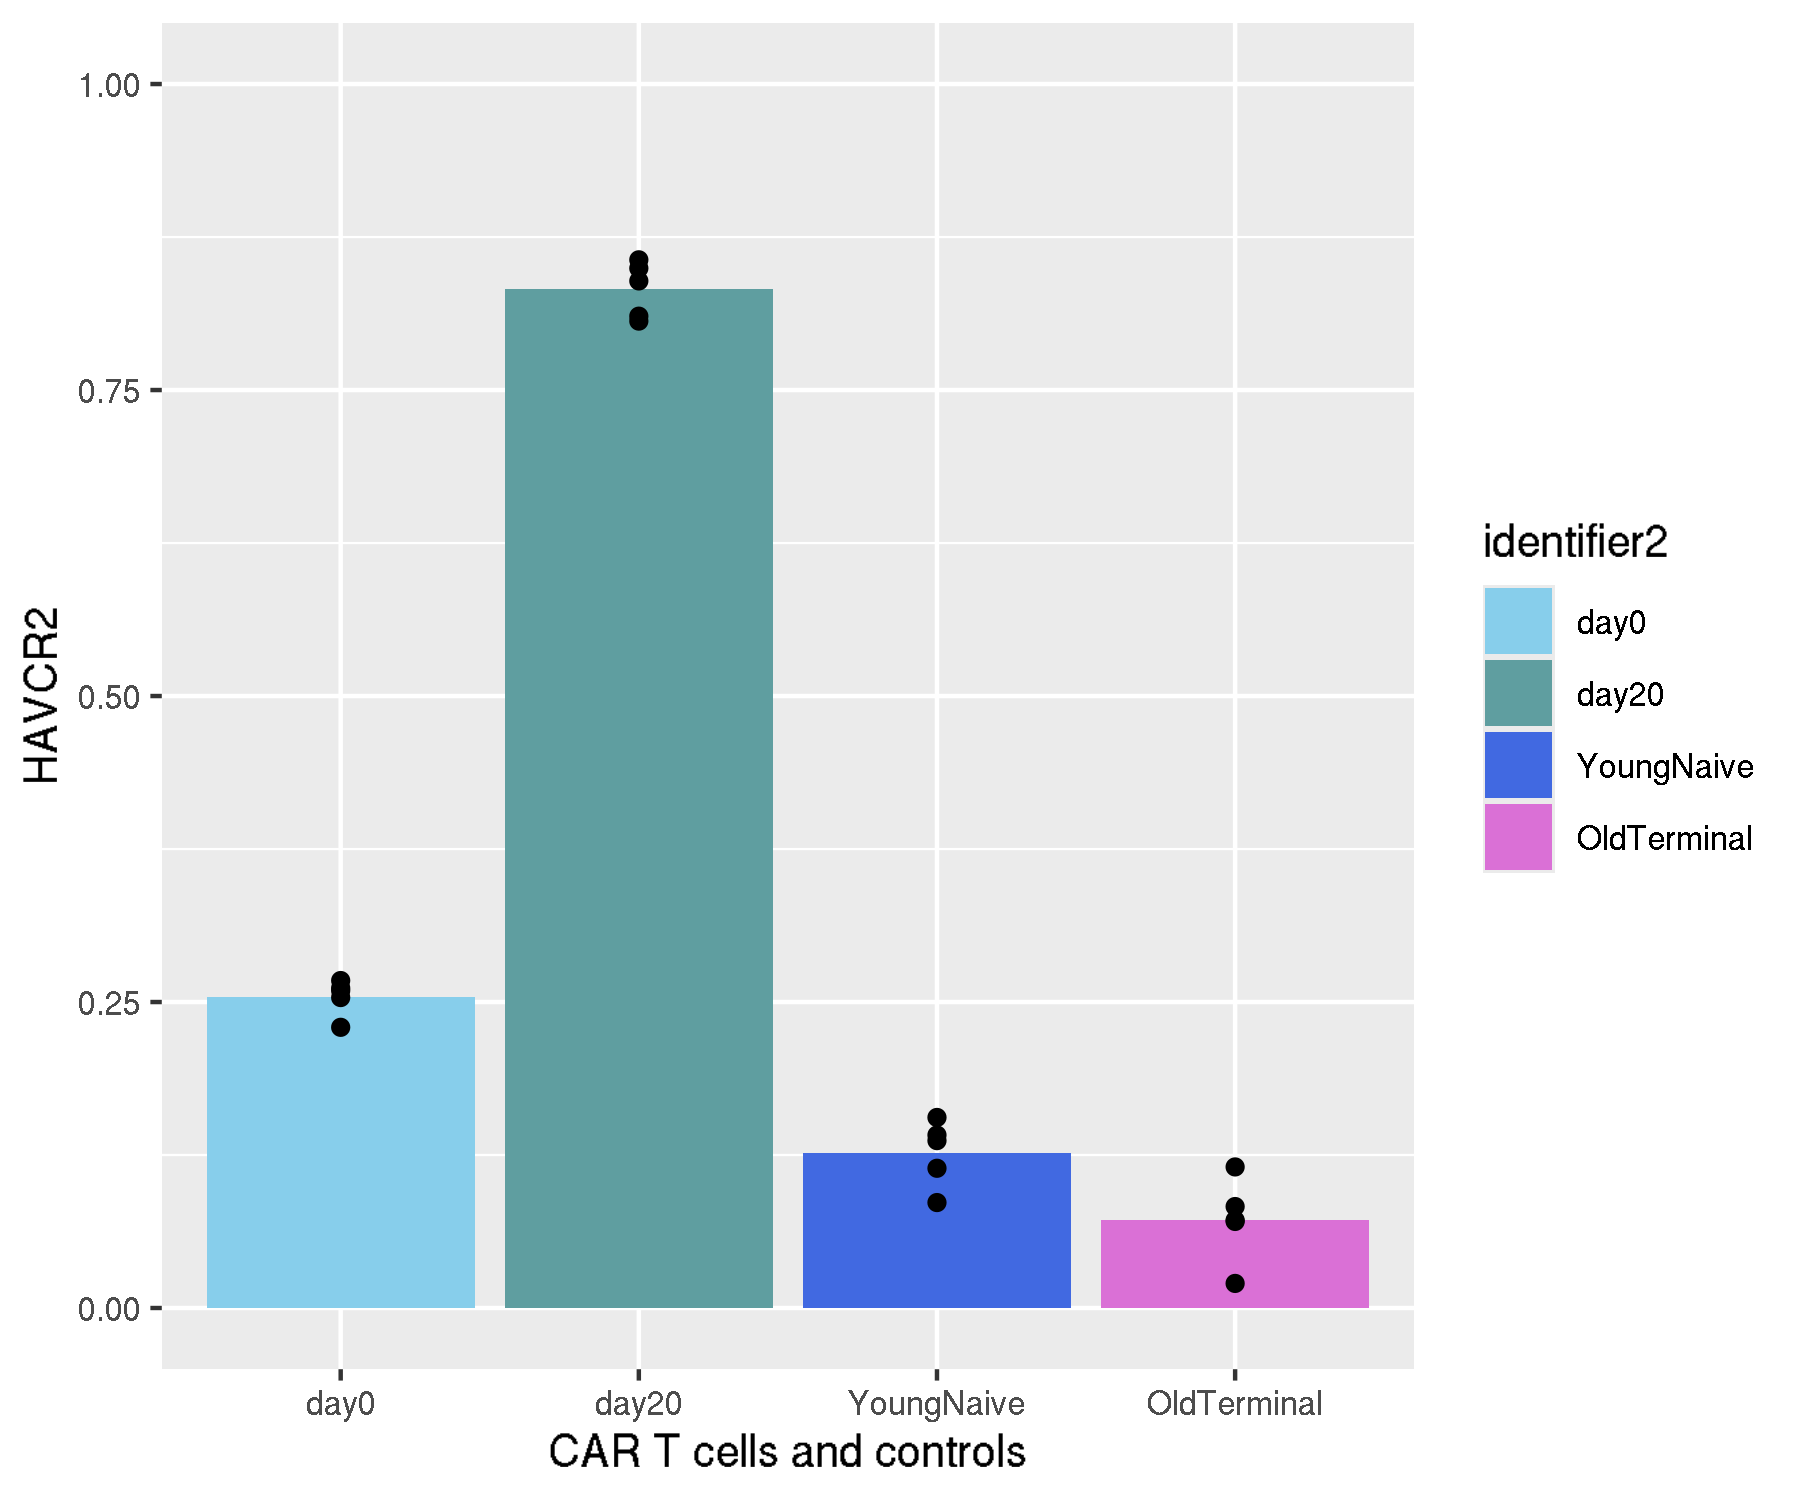 HAVCR2
1.00
0.75
0.50
0.25
0.00
day0
day20
YoungNaive
OldTerminal
CAR T cells and controls
identifier2
day0
day20
YoungNaive
OldTerminal